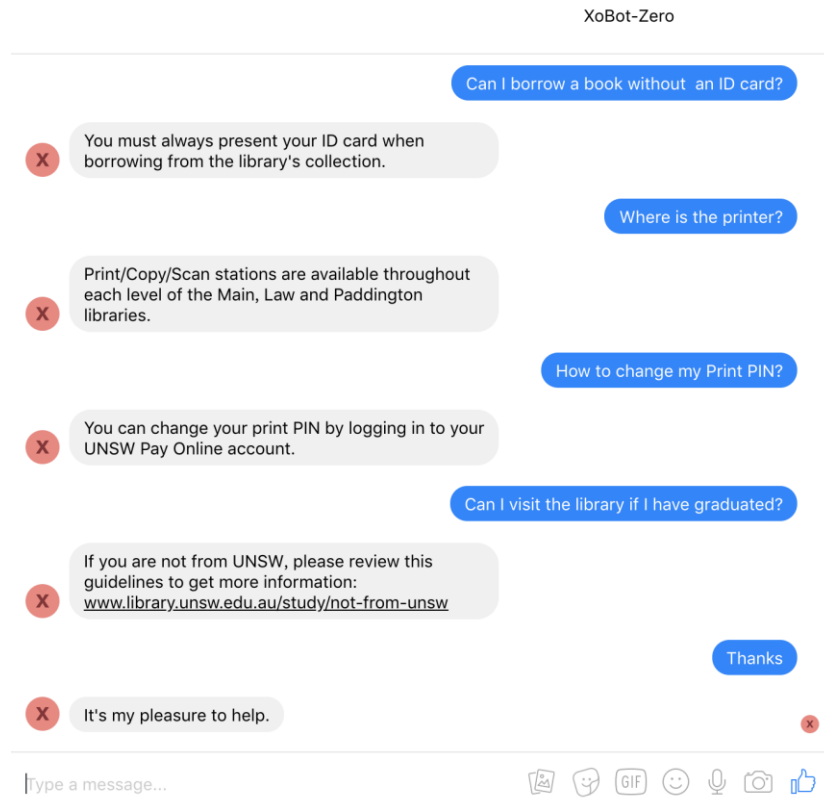 XoBot-Zero
Can I borrow a book without an ID card?
You must always present your ID card when
borrowing from the library's collection.
X
Where is the printer?
Print/Copy/Scan stations are available throughout
each level of the Main, Law and Paddington
libraries.
X
How to change my Print PIN?
You can change your print PIN by logging in to your
UNSW Pay Online account.
X
Can I visit the library if I have graduated?
If you are not from UNSW, please review this
guidelines to get more information:
www.library.unsw.edu.au/study/not-from-unsw
X
Thanks
It's my pleasure to help.
X
X
Type a message...
GIF